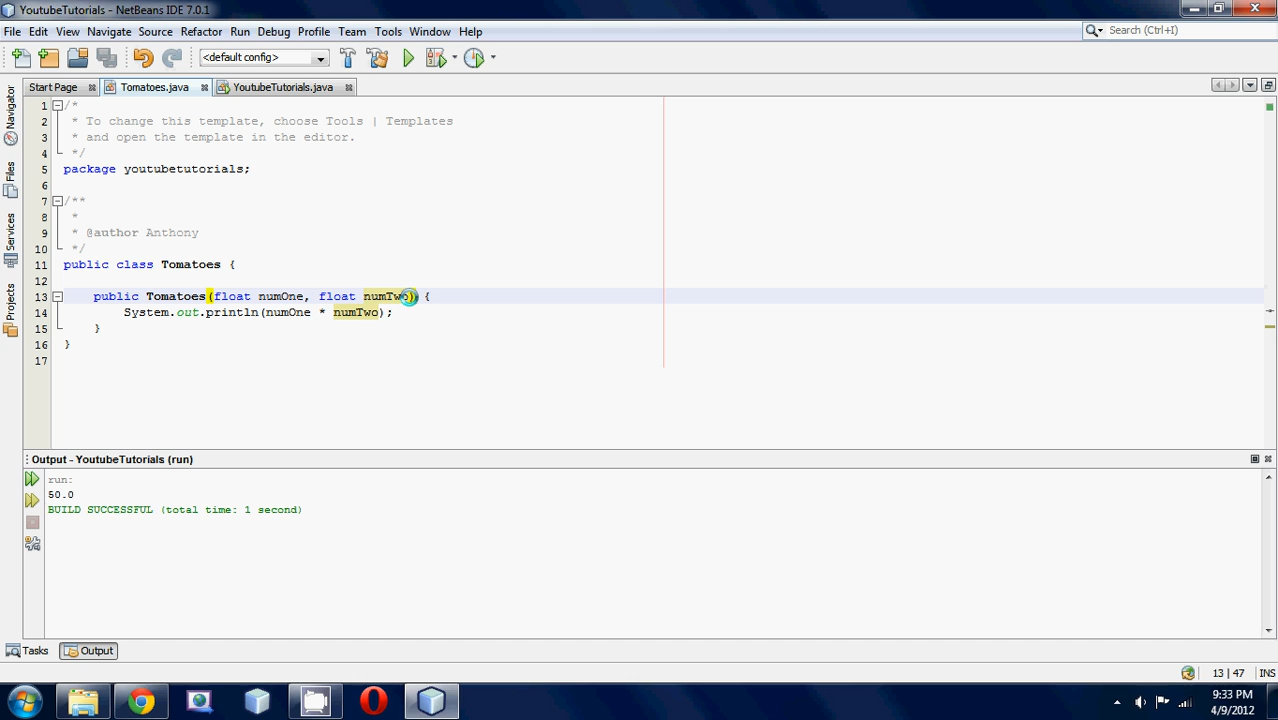 YoutubeTutorials - NetBeans IDE 7.0.1
File Edit View Navigate Source Refactor Run Debug Profile Team Tools Window Help
Search (Ctrl+I)
<default config>
Start Page Tomatoes.java YoutubeTutorials.java
Navigator
Files
Services
Projects
1 /*
2 * To change this template, choose Tools | Templates
3 * and open the template in the editor.
4 */
5 package youtubetutorials;
6
7 /**
8 *
9 * @author Anthony
10 */
11 public class Tomatoes {
12
13 public Tomatoes(float numOne, float numTwo) {
14 System.out.println(numOne * numTwo);
15 }
16 }
17
Output - YoutubeTutorials (run)
run:
50.0
BUILD SUCCESSFUL (total time: 1 second)
Tasks Output
13 | 47 INS
9:33 PM
4/9/2012